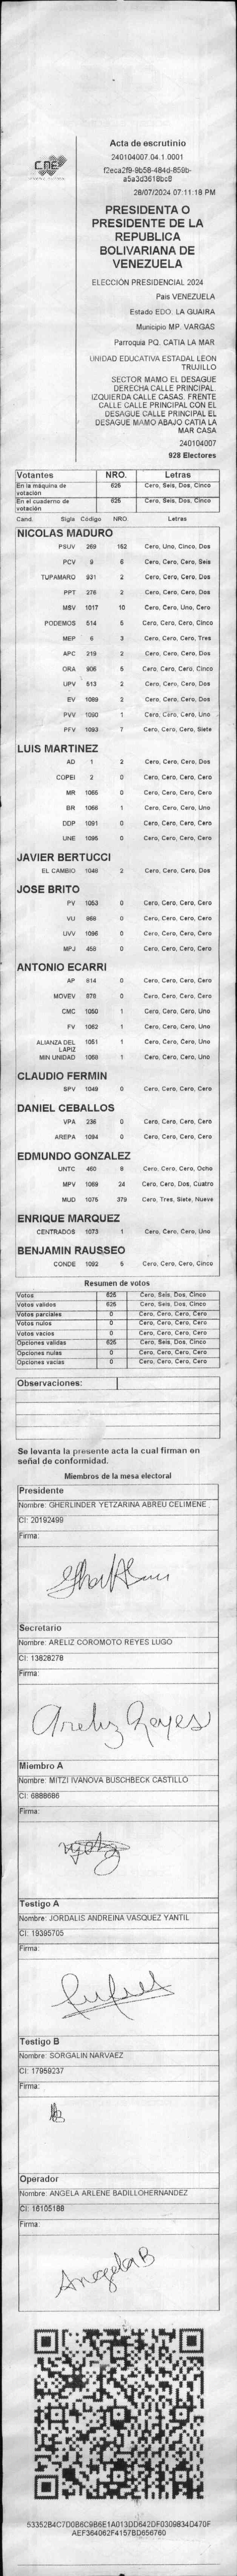 CNE
Acta de escrutinio
240104007.04.1.0001
f2eca2f9-9b58-484d-859b-
a5a3d3618bc8
28/07/2024 07:11:18 PM
PRESIDENTA O
PRESIDENTE DE LA
REPUBLICA
BOLIVARIANA DE
VENEZUELA
ELECCIÓN PRESIDENCIAL 2024
Pais VENEZUELA
Estado EDO. LA GUAIRA
Municipio MP. VARGAS
Parroquia PQ. CATIA LA MAR
UNIDAD EDUCATIVA ESTADAL LEON
TRUJILLO
SECTOR MAMO EL DESAGUE
DERECHA CALLE PRINCIPAL.
IZQUIERDA CALLE CASAS. FRENTE
CALLE CALLE PRINCIPAL CON EL
DESAGUE CALLE PRINCIPAL EL
DESAGUE MAMO ABAJO CATIA LA
MAR CASA
240104007
928 Electores
Votantes NRO. Letras
En la máquina de votación 625 Cero, Seis, Dos, Cinco
En el cuaderno de votación 625 Cero, Seis, Dos, Cinco
Cand. Sigla Código NRO. Letras
NICOLAS MADURO
PSUV 269 152 Cero, Uno, Cinco, Dos
PCV 9 6 Cero, Cero, Cero, Seis
TUPAMARO 931 2 Cero, Cero, Cero, Dos
PPT 276 2 Cero, Cero, Cero, Dos
MSV 1017 10 Cero, Cero, Uno, Cero
PODEMOS 514 5 Cero, Cero, Cero, Cinco
MEP 6 3 Cero, Cero, Cero, Tres
APC 219 2 Cero, Cero, Cero, Dos
ORA 906 5 Cero, Cero, Cero, Cinco
UPV 513 2 Cero, Cero, Cero, Dos
EV 1089 2 Cero, Cero, Cero, Dos
PVV 1090 1 Cero, Cero, Cero, Uno
PFV 1093 7 Cero, Cero, Cero, Siete
LUIS MARTINEZ
AD 1 2 Cero, Cero, Cero, Dos
COPEI 2 0 Cero, Cero, Cero, Cero
MR 1065 0 Cero, Cero, Cero, Cero
BR 1066 1 Cero, Cero, Cero, Uno
DDP 1091 0 Cero, Cero, Cero, Cero
UNE 1095 0 Cero, Cero, Cero, Cero
JAVIER BERTUCCI
EL CAMBIO 1046 2 Cero, Cero, Cero, Dos
JOSE BRITO
PV 1053 0 Cero, Cero, Cero, Cero
VU 868 0 Cero, Cero, Cero, Cero
UVV 1096 0 Cero, Cero, Cero, Cero
MPJ 458 0 Cero, Cero, Cero, Cero
ANTONIO ECARRI
AP 814 0 Cero, Cero, Cero, Cero
MOVEV 878 0 Cero, Cero, Cero, Cero
CMC 1050 1 Cero, Cero, Cero, Uno
FV 1062 1 Cero, Cero, Cero, Uno
ALIANZA DEL LAPIZ 1051 1 Cero, Cero, Cero, Uno
MIN UNIDAD 1068 1 Cero, Cero, Cero, Uno
CLAUDIO FERMIN
SPV 1049 0 Cero, Cero, Cero, Cero
DANIEL CEBALLOS
VPA 236 0 Cero, Cero, Cero, Cero
AREPA 1094 0 Cero, Cero, Cero, Cero
EDMUNDO GONZALEZ
UNTC 460 8 Cero, Cero, Cero, Ocho
MPV 1069 24 Cero, Cero, Dos, Cuatro
MUD 1075 379 Cero, Tres, Siete, Nueve
ENRIQUE MARQUEZ
CENTRADOS 1073 1 Cero, Cero, Cero, Uno
BENJAMIN RAUSSEO
CONDE 1092 5 Cero, Cero, Cero, Cinco
Resumen de votos
Votos 625 Cero, Seis, Dos, Cinco
Votos validos 625 Cero, Seis, Dos, Cinco
Votos parciales 0 Cero, Cero, Cero, Cero
Votos nulos 0 Cero, Cero, Cero, Cero
Votos vacios 0 Cero, Cero, Cero, Cero
Opciones validas 625 Cero, Seis, Dos, Cinco
Opciones nulas 0 Cero, Cero, Cero, Cero
Opciones vacias 0 Cero, Cero, Cero, Cero
Observaciones:
Se levanta la presente acta la cual firman en
señal de conformidad.
Miembros de la mesa electoral
Presidente
Nombre: GHERLINDER YETZARINA ABREU CELIMENE
CI: 20192499
Firma:
Secretario
Nombre: ARELIZ COROMOTO REYES LUGO
CI: 13828278
Firma:
Areliz Reyes
Miembro A
Nombre: MITZI IVANOVA BUSCHBECK CASTILLO
CI: 6888686
Firma:
Testigo A
Nombre: JORDALIS ANDREINA VASQUEZ YANTIL
CI: 19395705
Firma:
Testigo B
Nombre: SORGALIN NARVAEZ
CI: 17959237
Firma:
Operador
Nombre: ANGELA ARLENE BADILLOHERNANDEZ
CI: 16105188
Firma:
Angela B
53352B4C7D0B6C9B6E1A013DD642DF0309834D470F
AEF364062F4157BD656760